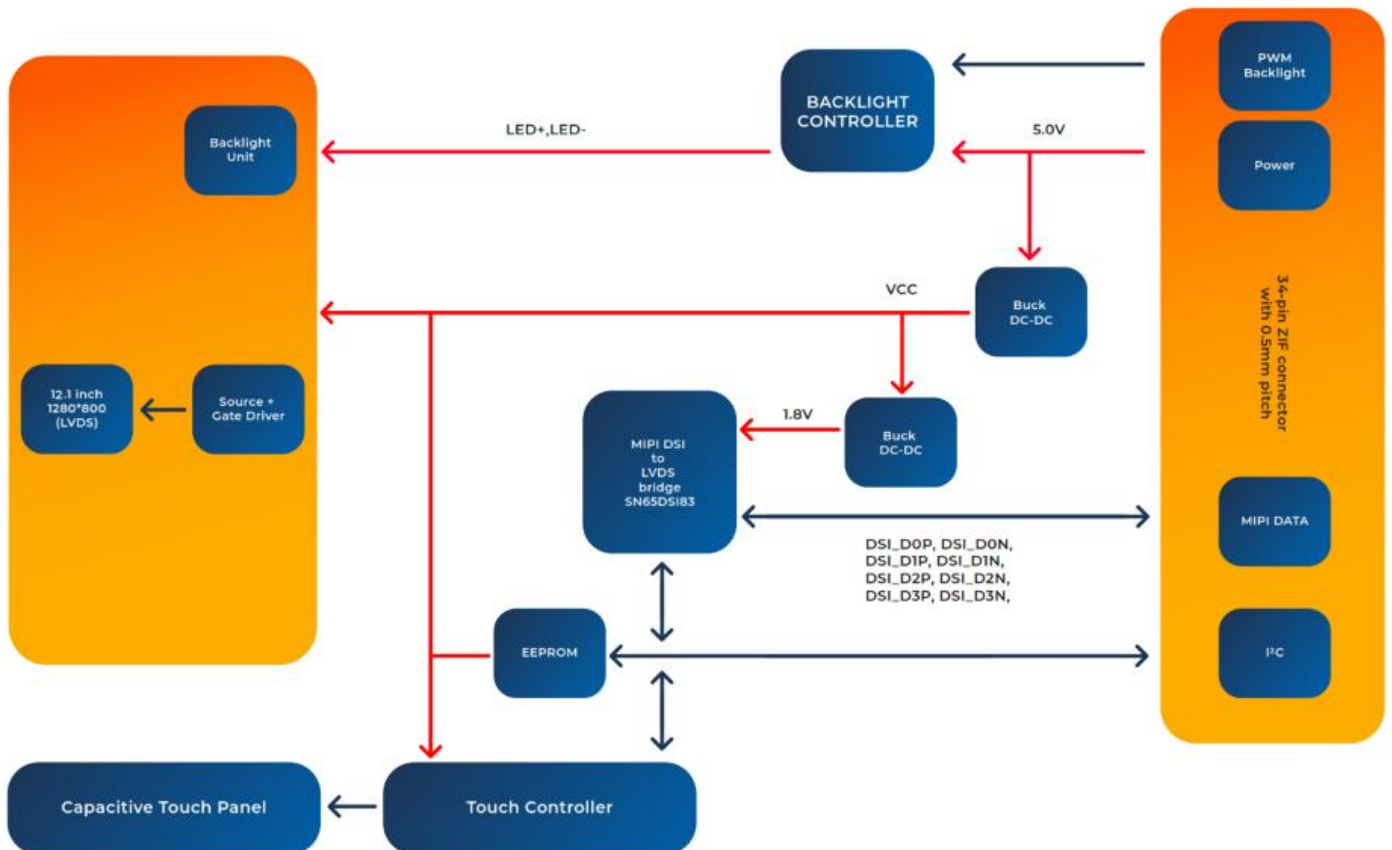 PWM
Backlight
BACKLIGHT
CONTROLLER
LED+,LED-
5.0V
Backlight
Unit
Power
VCC
Buck
DC-DC
34-pin ZIF connector
with 0.5mm pitch
12.1 inch
1280*800
(LVDS)
Source +
Gate Driver
1.8V
Buck
DC-DC
MIPI DSI
to
LVDS
bridge
SN65DSI83
MIPI DATA
DSI_D0P, DSI_D0N,
DSI_D1P, DSI_D1N,
DSI_D2P, DSI_D2N,
DSI_D3P, DSI_D3N,
EEPROM
I²C
Capacitive Touch Panel
Touch Controller